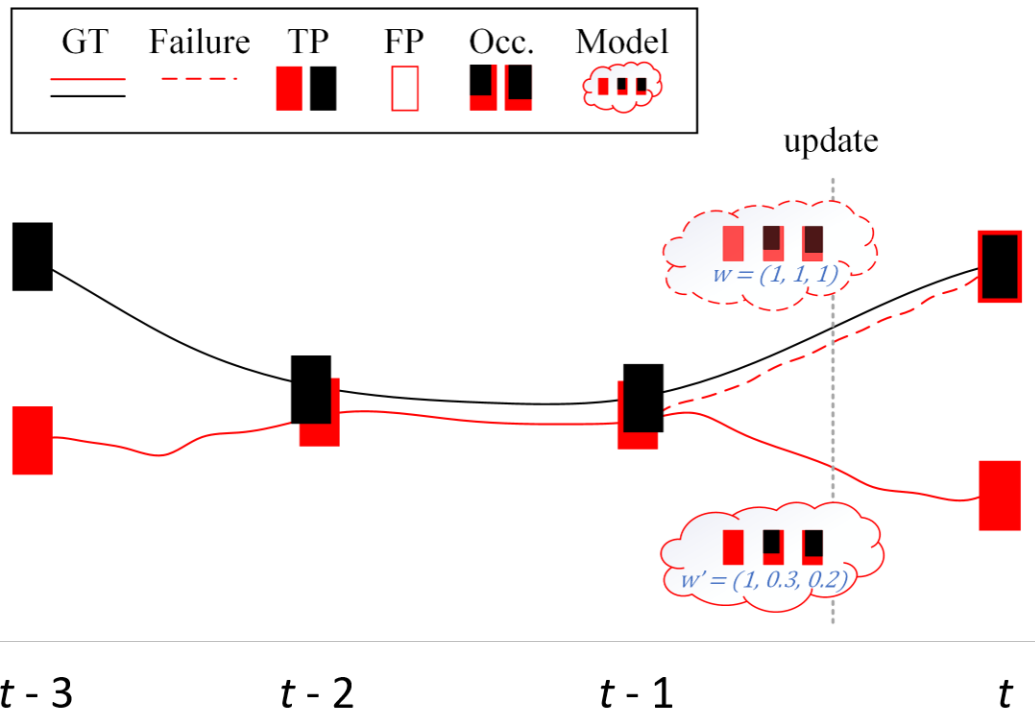 GT Failure TP FP Occ. Model
update
w = (1, 1, 1)
w' = (1, 0.3, 0.2)
t - 3 t - 2 t - 1 t